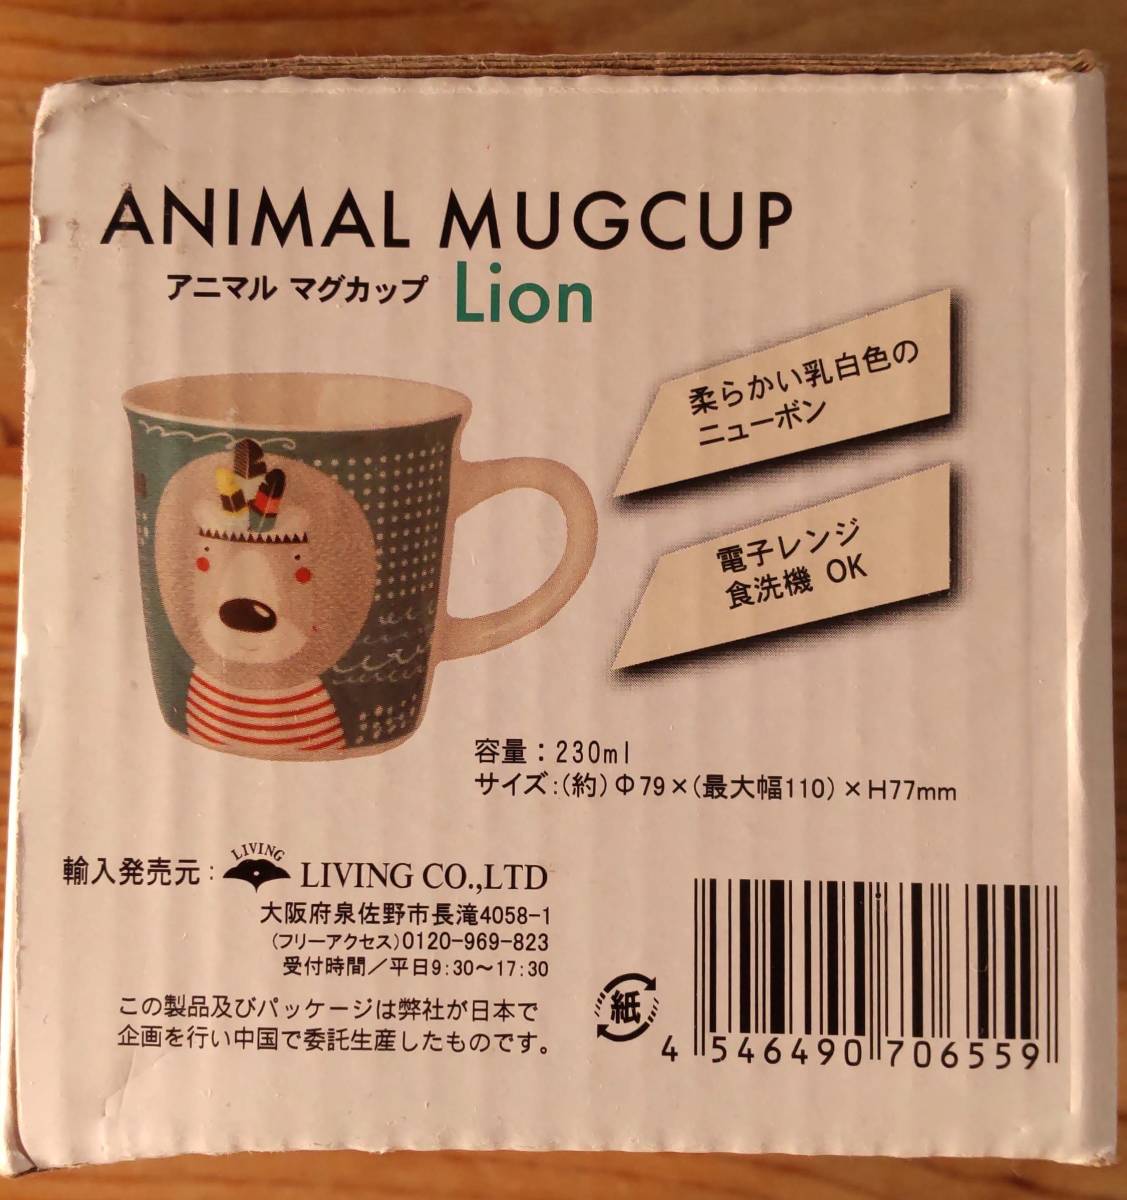 ANIMAL MUGCUP
アニマル マグカップ Lion
柔らかい乳白色の
ニューボン
電子レンジ
食洗機 OK
容量：230ml
サイズ：(約)Φ79×(最大幅110)×H77mm
輸入発売元： LIVING LIVING CO.,LTD
大阪府泉佐野市長滝4058-1
(フリーアクセス)0120-969-823
受付時間／平日9:30〜17:30
この製品及びパッケージは弊社が日本で
企画を行い中国で委託生産したものです。
紙
4 546490 706559